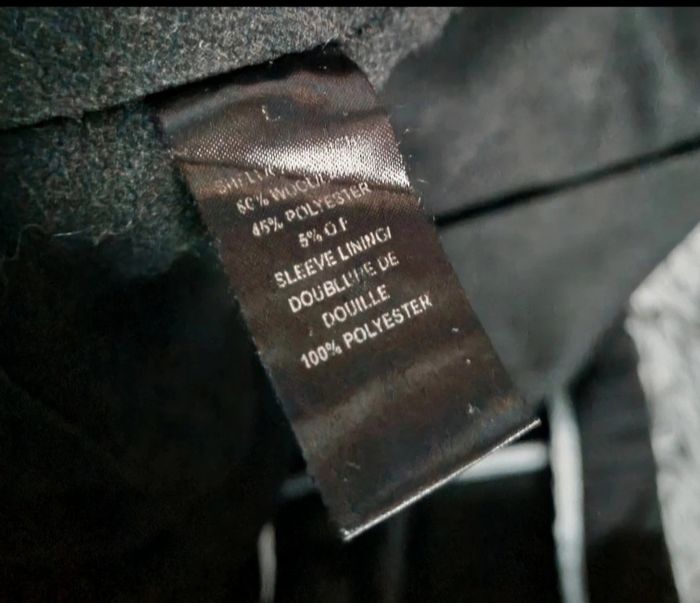 45% POLYESTER
5% O.F
SLEEVE LINING/
DOUBLURE DE
DOUILLE
100% POLYESTER